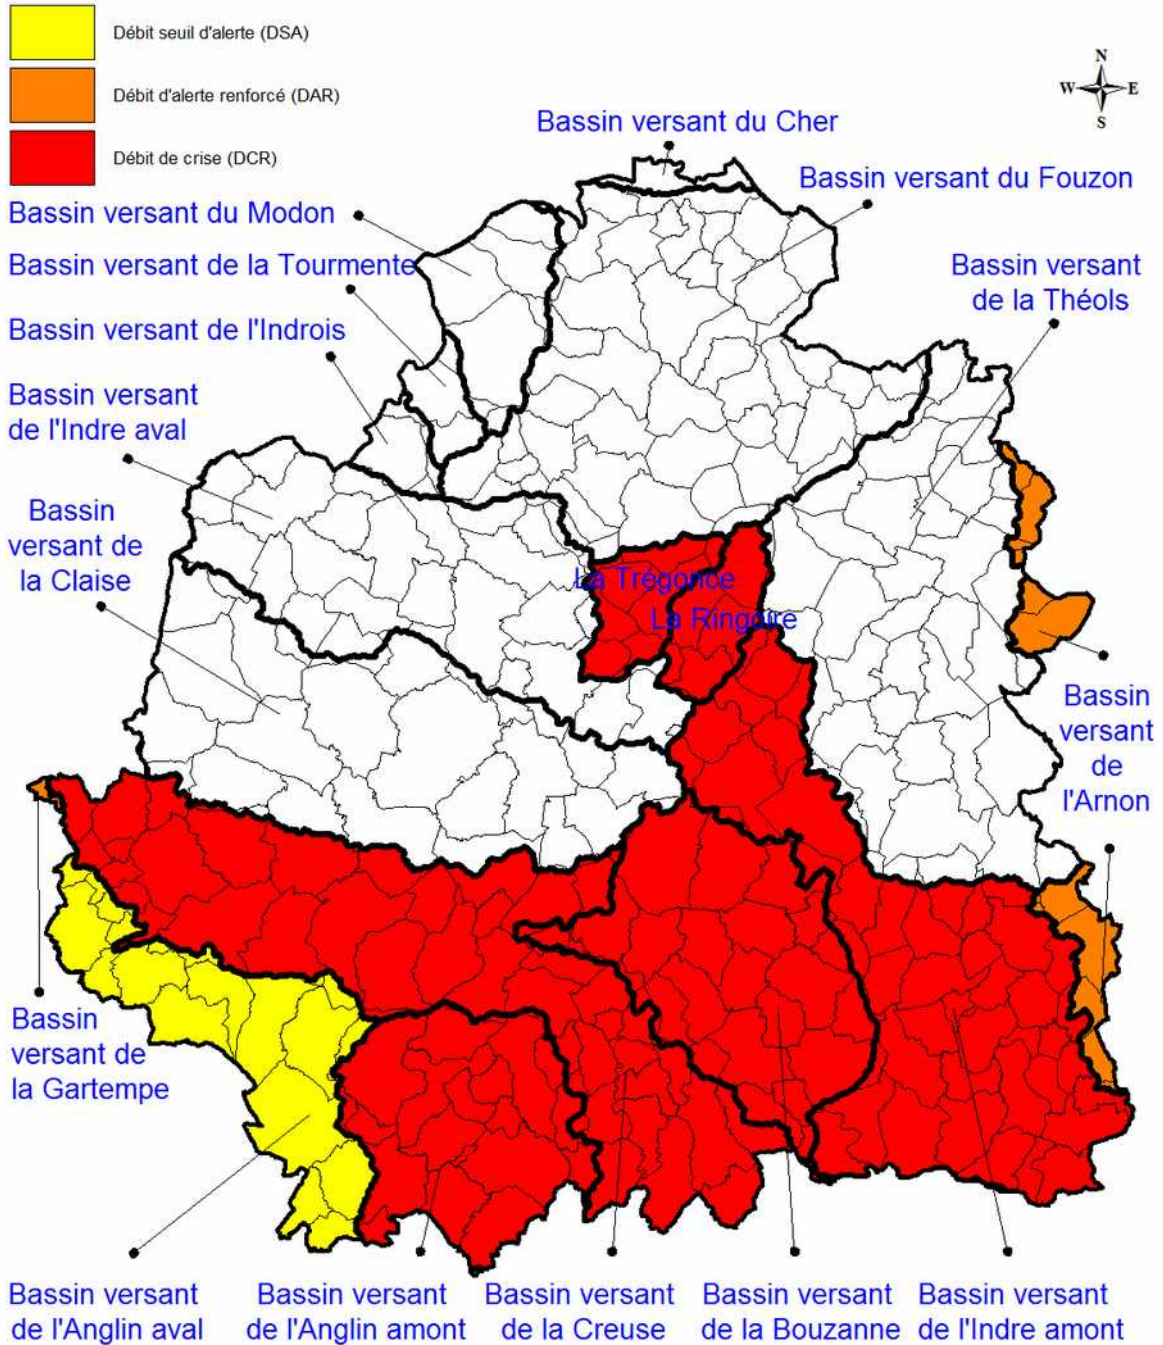 Débit seuil d'alerte (DSA)
Débit d'alerte renforcé (DAR)
Débit de crise (DCR)
N
W
E
S
Bassin versant du Cher
Bassin versant du Fouzon
Bassin versant du Modon
Bassin versant de la Tourmente
Bassin versant
de la Théols
Bassin versant de l'Indrois
Bassin versant
de l'Indre aval
Bassin
versant de
la Claise
La Trégonce
La Ringoire
Bassin
versant
de
l'Arnon
Bassin
versant de
la Gartempe
Bassin versant
de l'Anglin aval
Bassin versant
de l'Anglin amont
Bassin versant
de la Creuse
Bassin versant
de la Bouzanne
Bassin versant
de l'Indre amont